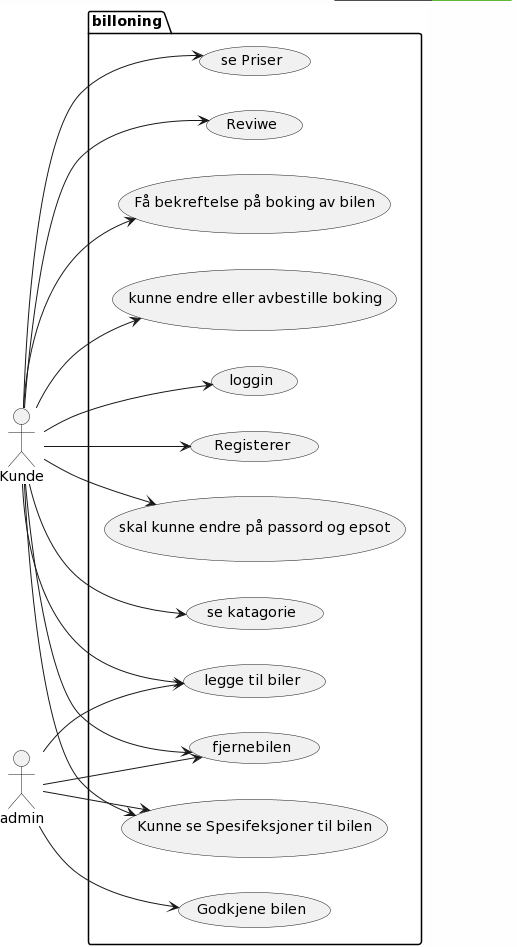 billoning
se Priser
Reviwe
Få bekreftelse på boking av bilen
kunne endre eller avbestille boking
loggin
Registerer
Kunde
skal kunne endre på passord og epsot
se katagorie
legge til biler
fjernebilen
admin
Kunne se Spesifeksjoner til bilen
Godkjene bilen